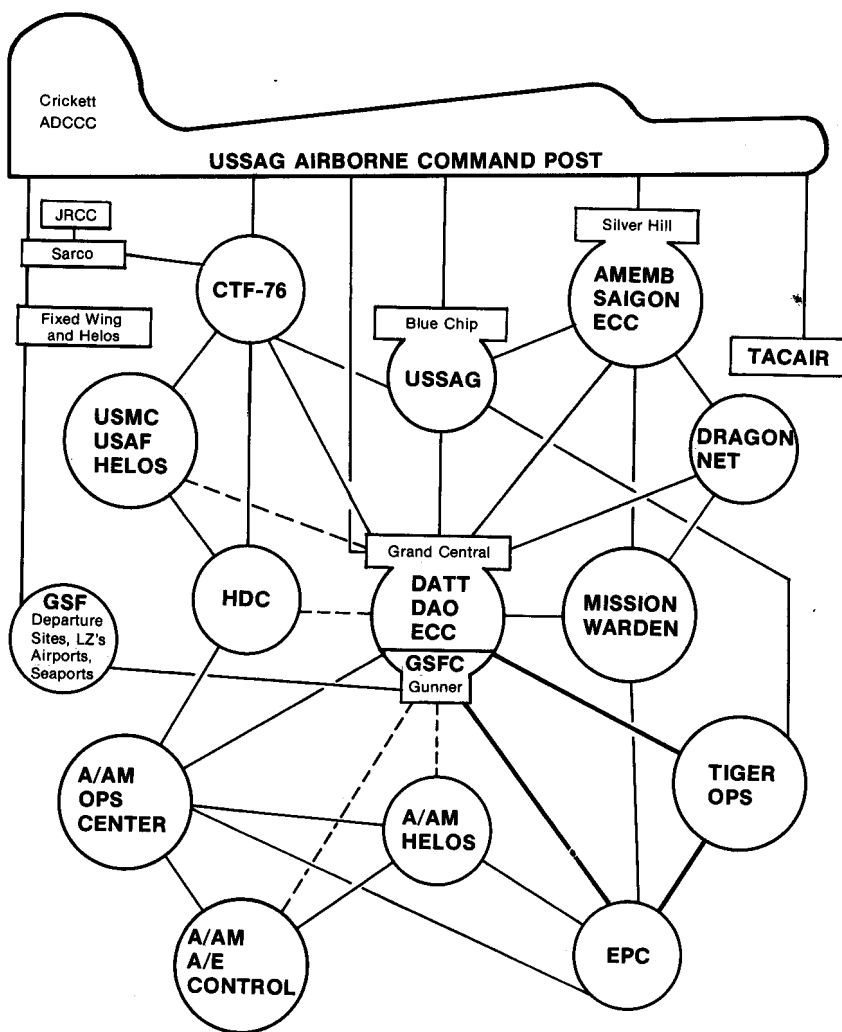 Crickett
ADCCC
USSAG AIRBORNE COMMAND POST
JRCC
Sarco
Silver Hill
CTF-76
AMEMB
SAIGON
ECC
Fixed Wing
and Helos
Blue Chip
USSAG
TACAIR
USMC
USAF
HELOS
DRAGON
NET
Grand Central
HDC
DATT
DAO
ECC
MISSION
WARDEN
GSF
Departure
Sites, LZ's
Airports,
Seaports
GSFC
Gunner
A/AM
OPS
CENTER
TIGER
OPS
A/AM
HELOS
A/AM
A/E
CONTROL
EPC